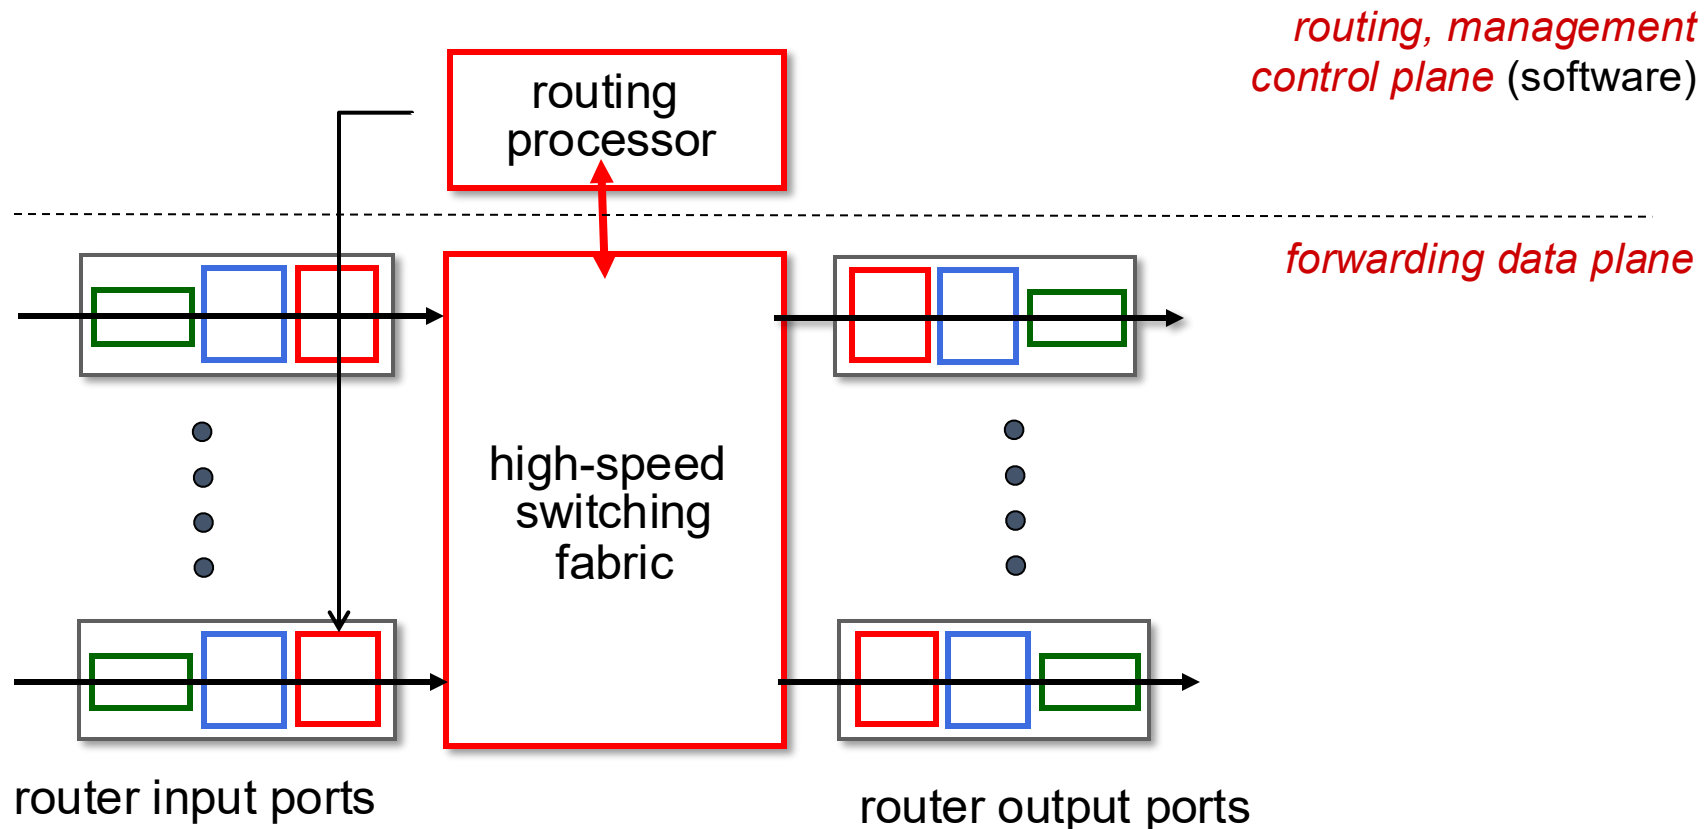 routing, management
control plane (software)
routing
processor
forwarding data plane
high-speed
switching
fabric
router input ports
router output ports